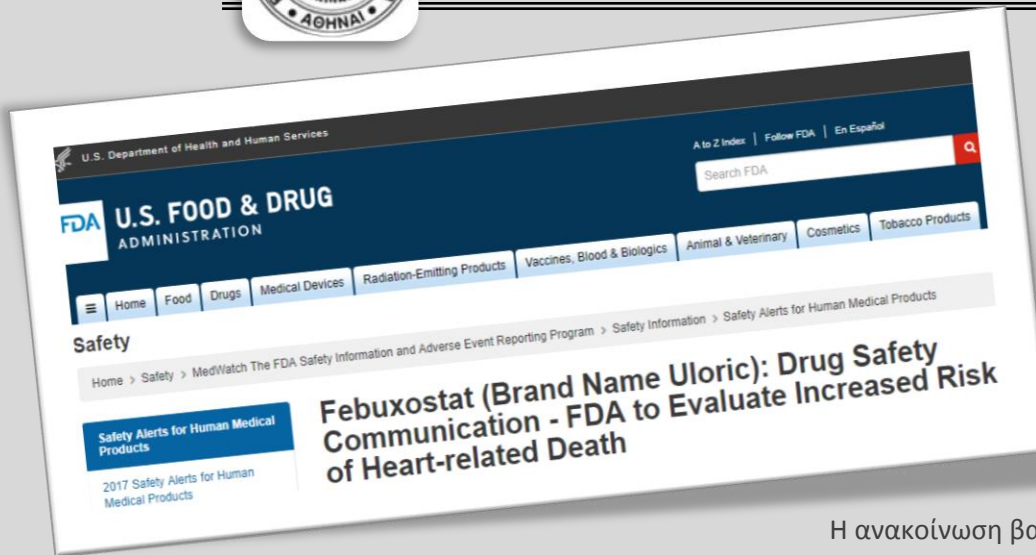 ΑΘΗΝΑΙ
U.S. Department of Health and Human Services
A to Z Index | Follow FDA | En Español
Search FDA
FDA U.S. FOOD & DRUG
ADMINISTRATION
Home Food Drugs Medical Devices Radiation-Emitting Products Vaccines, Blood & Biologics Animal & Veterinary Cosmetics Tobacco Products
Safety
Home > Safety > MedWatch The FDA Safety Information and Adverse Event Reporting Program > Safety Information > Safety Alerts for Human Medical Products
Safety Alerts for Human Medical
Products
2017 Safety Alerts for Human
Medical Products
Febuxostat (Brand Name Uloric): Drug Safety
Communication - FDA to Evaluate Increased Risk
of Heart-related Death
Η ανακοίνωση